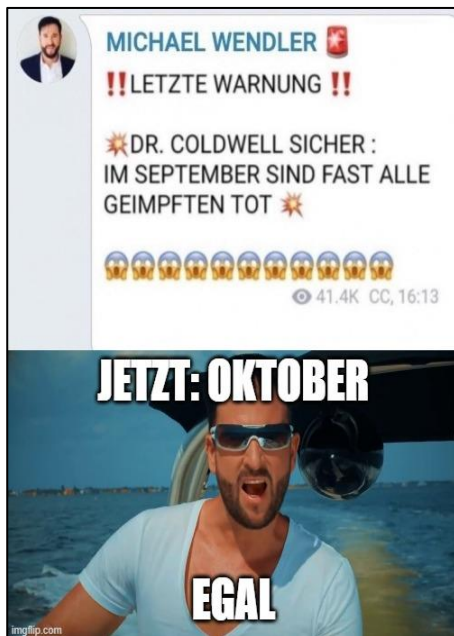 MICHAEL WENDLER 🚨
‼️LETZTE WARNUNG ‼️
💥DR. COLDWELL SICHER :
IM SEPTEMBER SIND FAST ALLE
GEIMPFTEN TOT 💥
😱😱😱😱😱😱😱😱😱😱😱
41.4K CC, 16:13
JETZT: OKTOBER
EGAL
imgflip.com